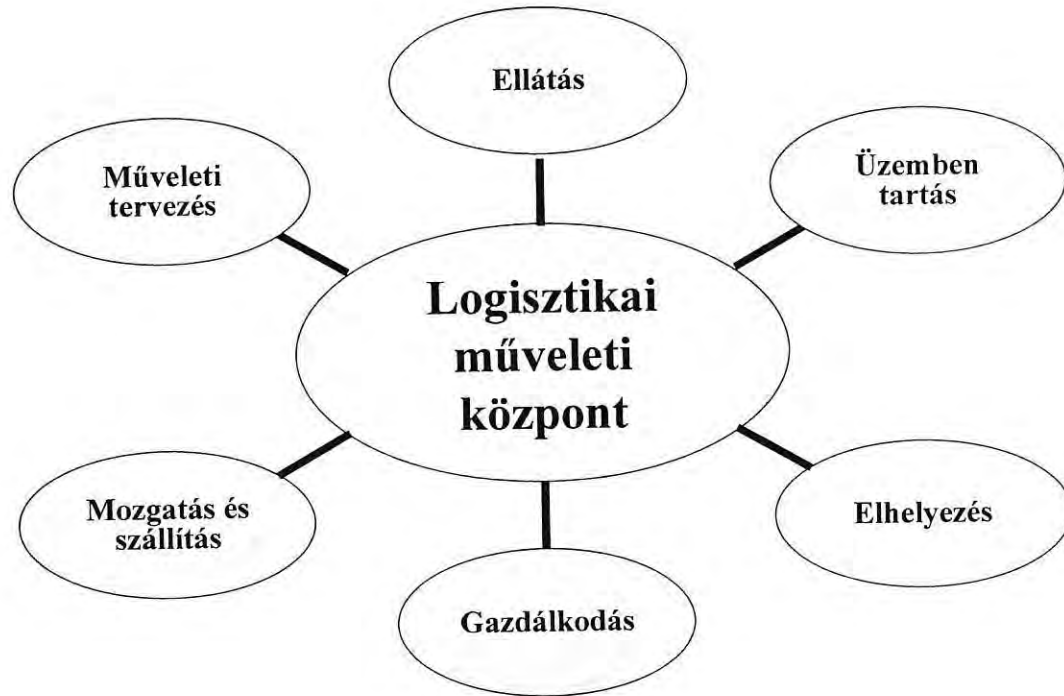 Ellátás
Műveleti
tervezés
Üzemben
tartás
Logisztikai
műveleti
központ
Mozgatás és
szállítás
Elhelyezés
Gazdálkodás